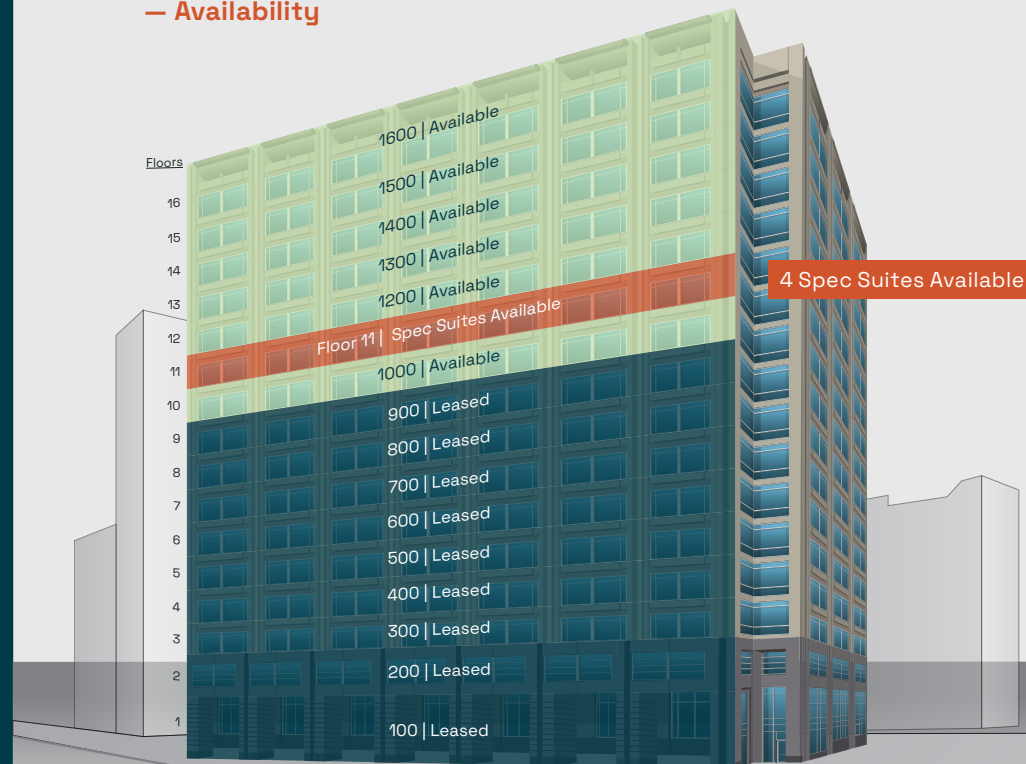 — Availability
Floors
16
15
14
13
12
11
10
9
8
7
6
5
4
3
2
1
1600 | Available
1500 | Available
1400 | Available
1300 | Available
1200 | Available
Floor 11 | Spec Suites Available
1000 | Available
900 | Leased
800 | Leased
700 | Leased
600 | Leased
500 | Leased
400 | Leased
300 | Leased
200 | Leased
100 | Leased
4 Spec Suites Available